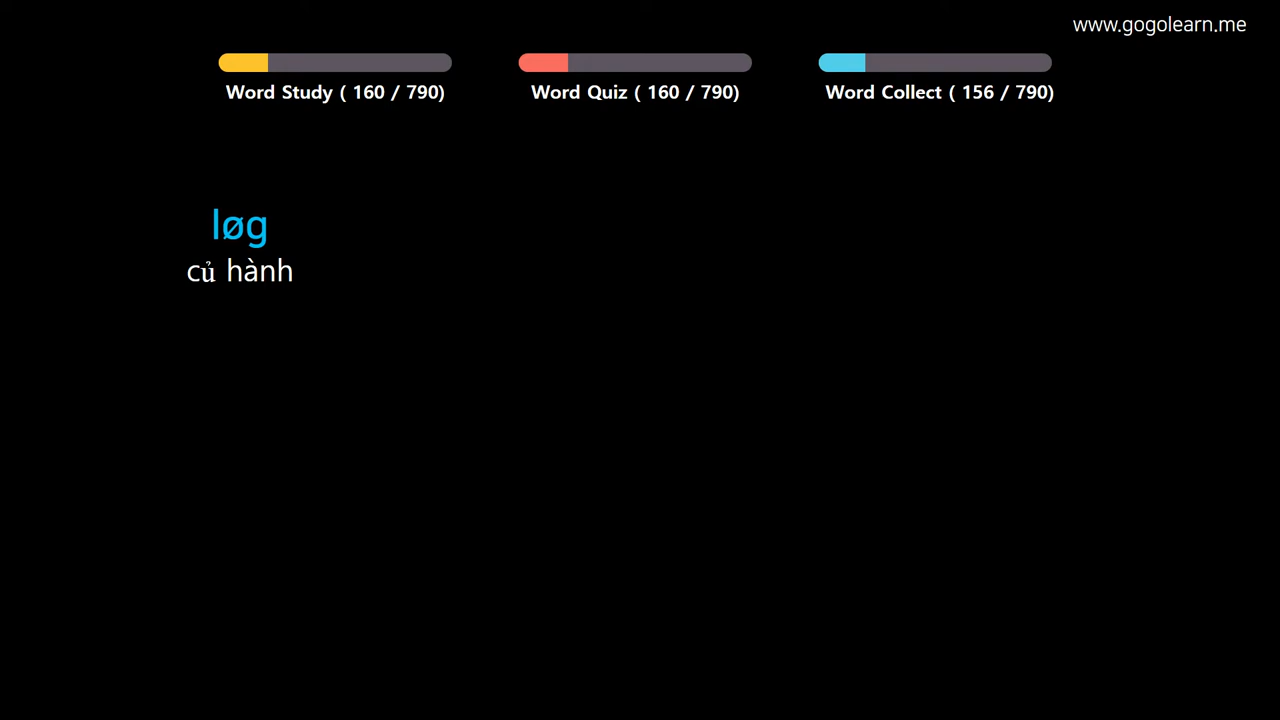 www.gogolearn.me
Word Study ( 160 / 790)
Word Quiz ( 160 / 790)
Word Collect ( 156 / 790)
løg
củ hành